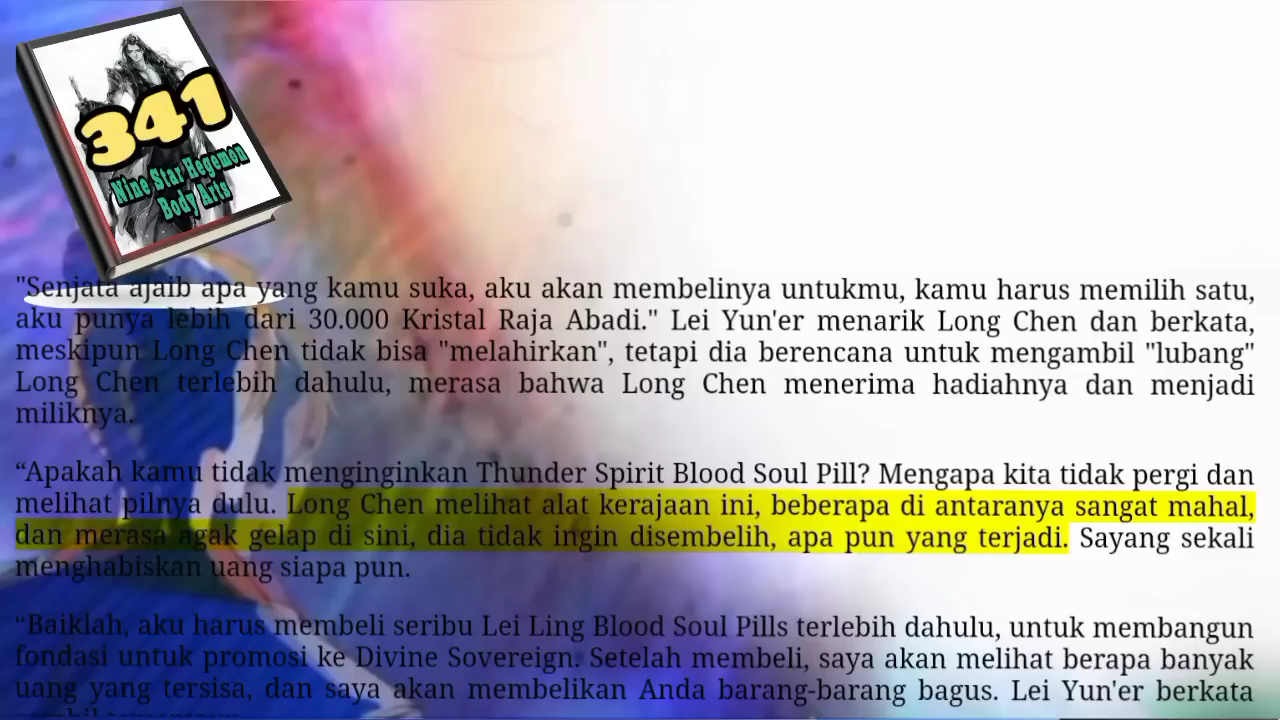 341
Nine Star Hegemon
Body Arts
"Senjata ajaib apa yang kamu suka, aku akan membelinya untukmu, kamu harus memilih satu,
aku punya lebih dari 30.000 Kristal Raja Abadi." Lei Yun'er menarik Long Chen dan berkata,
meskipun Long Chen tidak bisa "melahirkan", tetapi dia berencana untuk mengambil "lubang"
Long Chen terlebih dahulu, merasa bahwa Long Chen menerima hadiahnya dan menjadi
miliknya.
“Apakah kamu tidak menginginkan Thunder Spirit Blood Soul Pill? Mengapa kita tidak pergi dan
melihat pilnya dulu. Long Chen melihat alat kerajaan ini, beberapa di antaranya sangat mahal,
dan merasa agak gelap di sini, dia tidak ingin disembelih, apa pun yang terjadi. Sayang sekali
menghabiskan uang siapa pun.
“Baiklah, aku harus membeli seribu Lei Ling Blood Soul Pills terlebih dahulu, untuk membangun
fondasi untuk promosi ke Divine Sovereign. Setelah membeli, saya akan melihat berapa banyak
uang yang tersisa, dan saya akan membelikan Anda barang-barang bagus. Lei Yun'er berkata